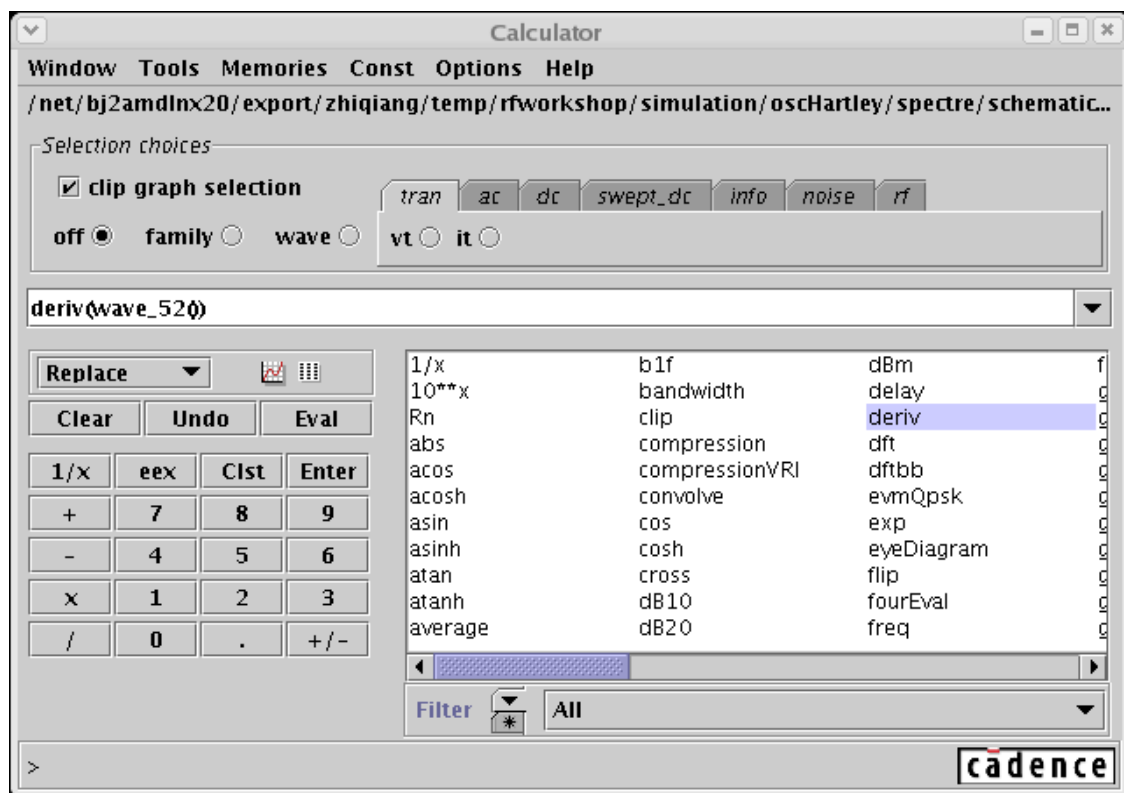 Calculator
Window Tools Memories Const Options Help
/net/bj2amdlnx20/export/zhiqiang/temp/rfworkshop/simulation/oscHartley/spectre/schematic...
Selection choices
clip graph selection
tran ac dc swept_dc info noise rf
off family wave vt it
deriv(wave_52())
Replace
Clear Undo Eval
1/x eex Clst Enter
+ 7 8 9
- 4 5 6
x 1 2 3
/ 0 . +/-
1/x b1f dBm f
10**x bandwidth delay g
Rn clip deriv g
abs compression dft g
acos compressionVRI dftbb g
acosh convolve evmQpsk g
asin cos exp g
asinh cosh eyeDiagram g
atan cross flip g
atanh dB10 fourEval g
average dB20 freq g
Filter * All
>
cadence